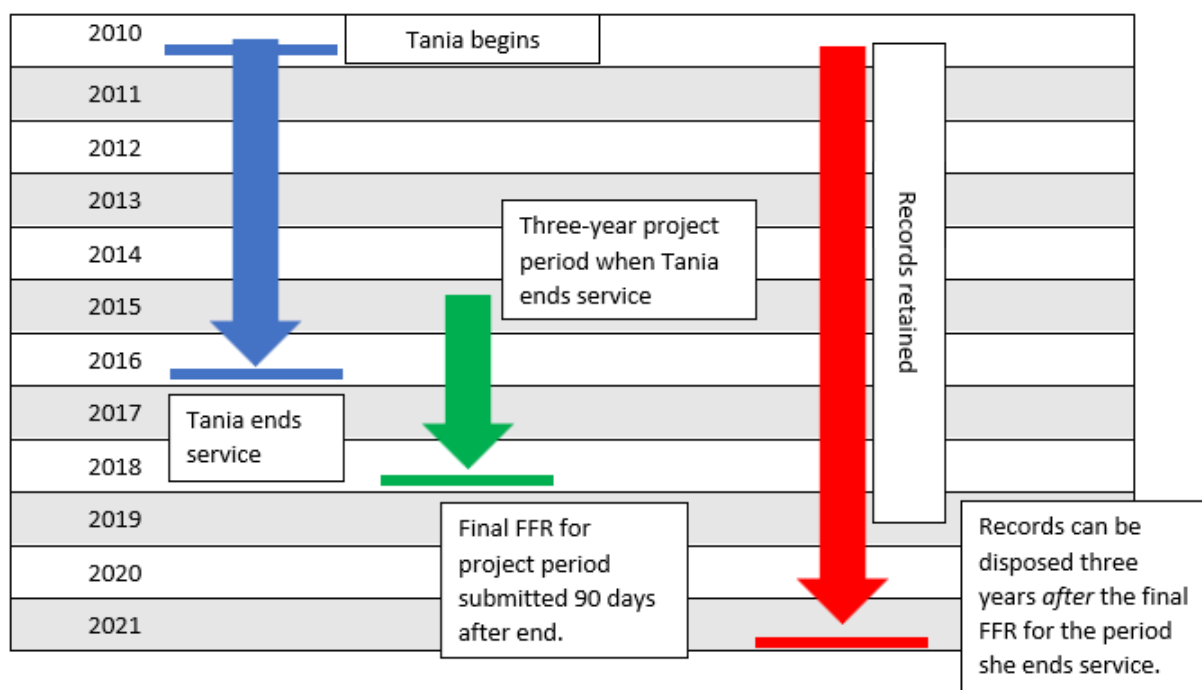 2010
Tania begins
2011
2012
2013
2014
2015
2016
2017
2018
2019
2020
2021
Three-year project
period when Tania
ends service
Records retained
Tania ends
service
Final FFR for
project period
submitted 90 days
after end.
Records can be
disposed three
years after the final
FFR for the period
she ends service.